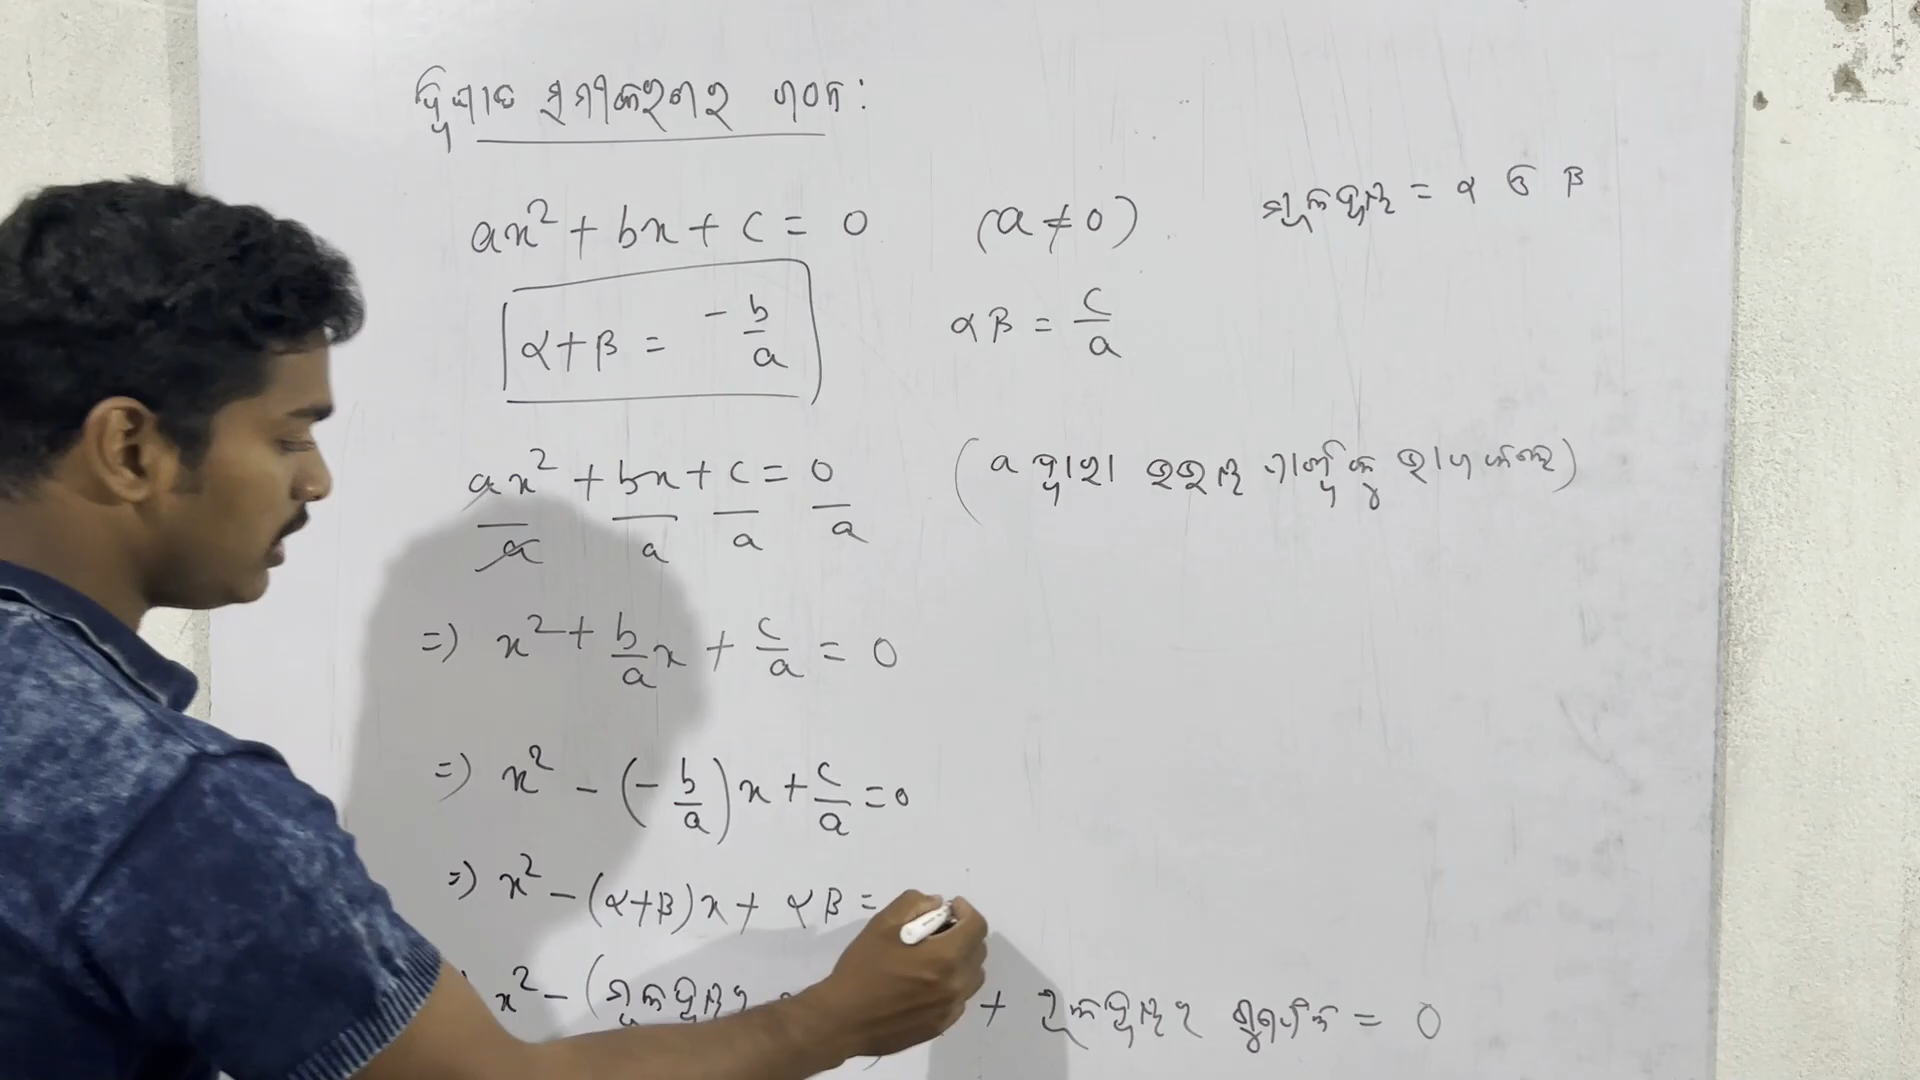 ଦ୍ୱିଘାତ ସମୀକରଣର ଗଠନ :
ax² + bx + c = 0 (a ≠ 0) ମୂଳଦ୍ୱୟ = α ଓ β
α + β = - b/a αβ = c/a
ax²/a + bx/a + c/a = 0/a (a ଦ୍ୱାରା ଉଭୟ ପାର୍ଶ୍ୱକୁ ଭାଗକଲେ)
=) x² + b/a x + c/a = 0
=) x² - (- b/a) x + c/a = 0
=) x² - (α+β)x + αβ =
x² - (ମୂଳଦ୍ୱୟର + ମୂଳଦ୍ୱୟର ଗୁଣଫଳ = 0